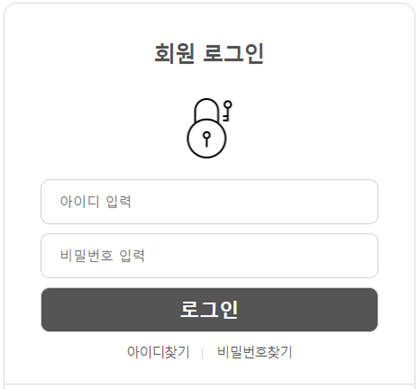 회원 로그인
아이디 입력
비밀번호 입력
로그인
아이디찾기 | 비밀번호찾기